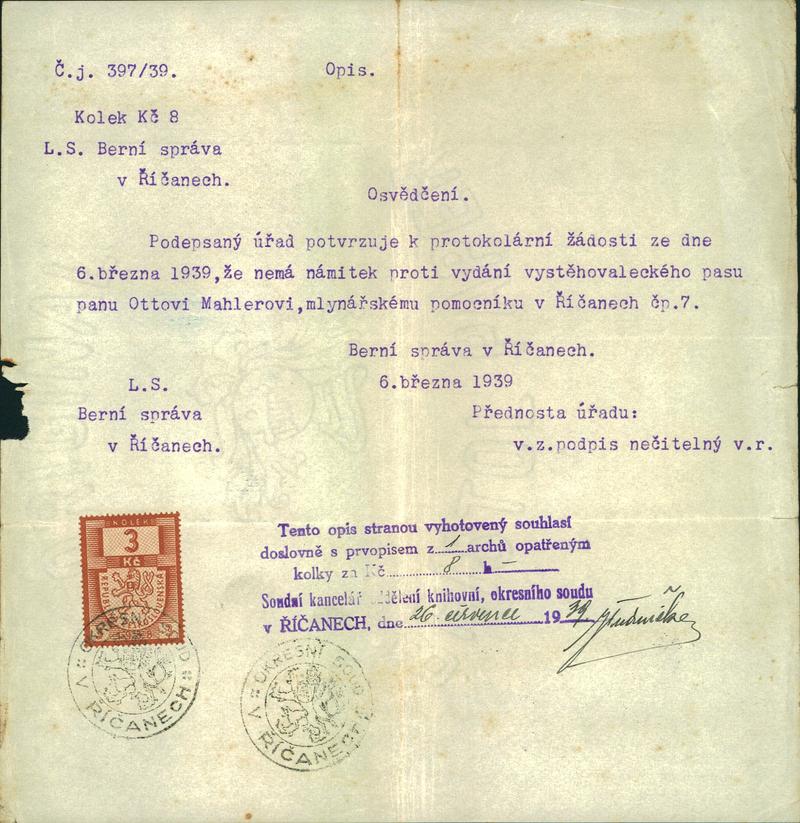 Č.j. 397/39. Opis.
Kolek Kč 8
L.S. Berní správa
v Říčanech.
Osvědčení.
Podepsaný úřad potvrzuje k protokolární žádosti ze dne
6.března 1939,že nemá námitek proti vydání vystěhovaleckého pasu
panu Ottovi Mahlerovi,mlynářskému pomocníku v Říčanech čp.7.
Berní správa v Říčanech.
L.S. 6.března 1939
Berní správa Přednosta úřadu:
v Říčanech. v.z.podpis nečitelný v.r.
KOLEK
3
Kč
Tento opis stranou vyhotovený souhlasí
doslovně s prvopisem z 1 archů opatřeným
kolky za Kč 8 h —
Soudní kancelář oddělení knihovní, okresního soudu
v ŘÍČANECH, dne 26. července 1939
OKRESNÍ SOUD V ŘÍČANECH
OKRESNÍ SOUD V ŘÍČANECH